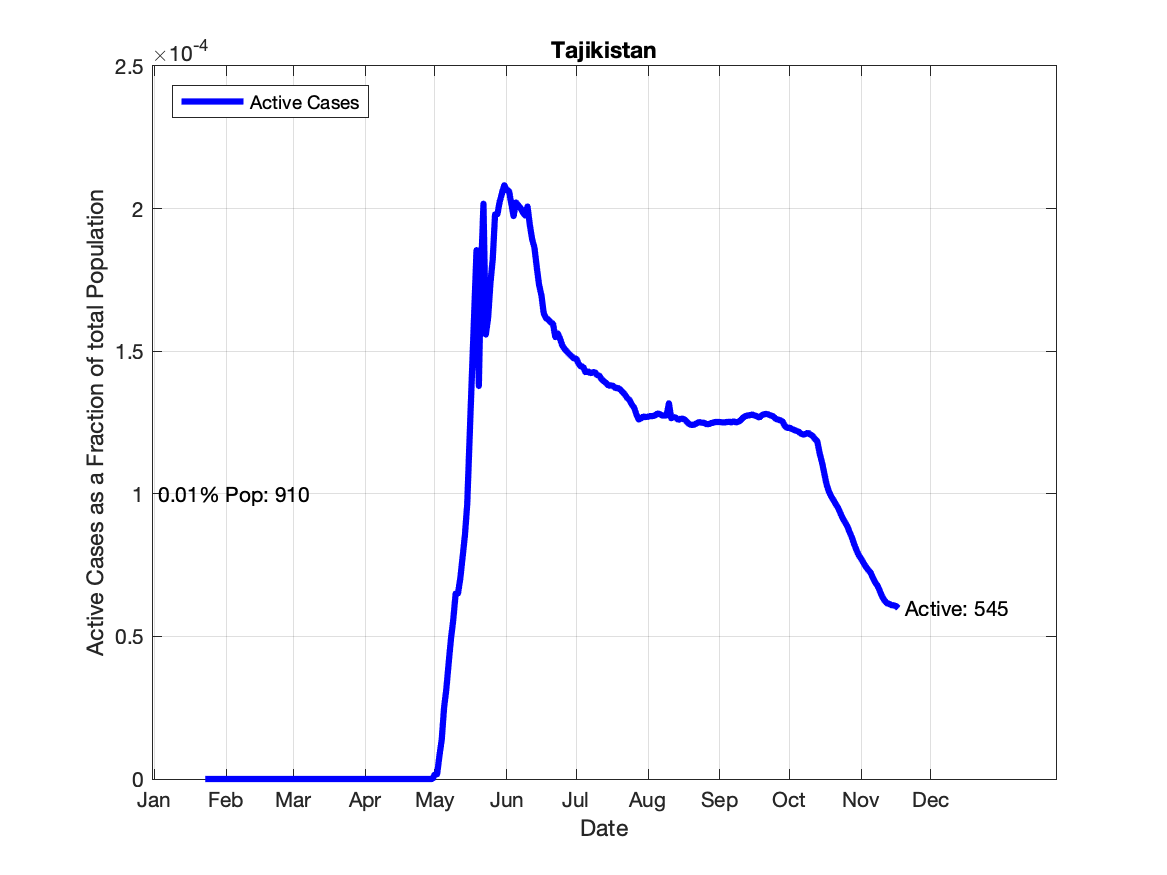 Tajikistan
×10-4
2.5
2
1.5
1
0.5
0
Active Cases
0.01% Pop: 910
Active: 545
Jan Feb Mar Apr May Jun Jul Aug Sep Oct Nov Dec
Date
Active Cases as a Fraction of total Population